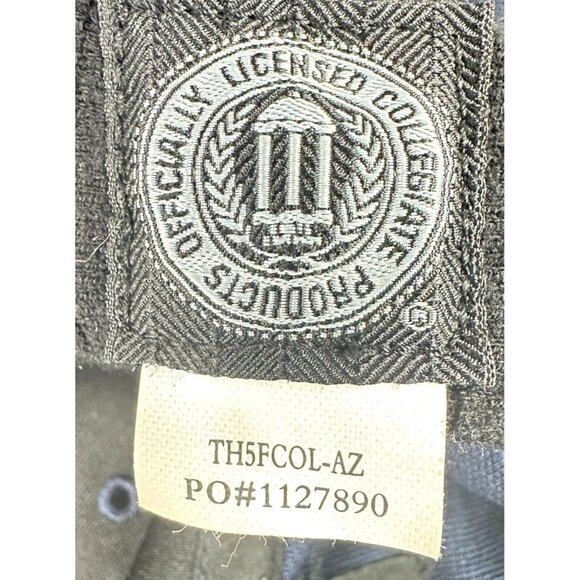 OFFICIALLY LICENSED COLLEGIATE PRODUCTS
®
TH5FCOL-AZ
PO#1127890